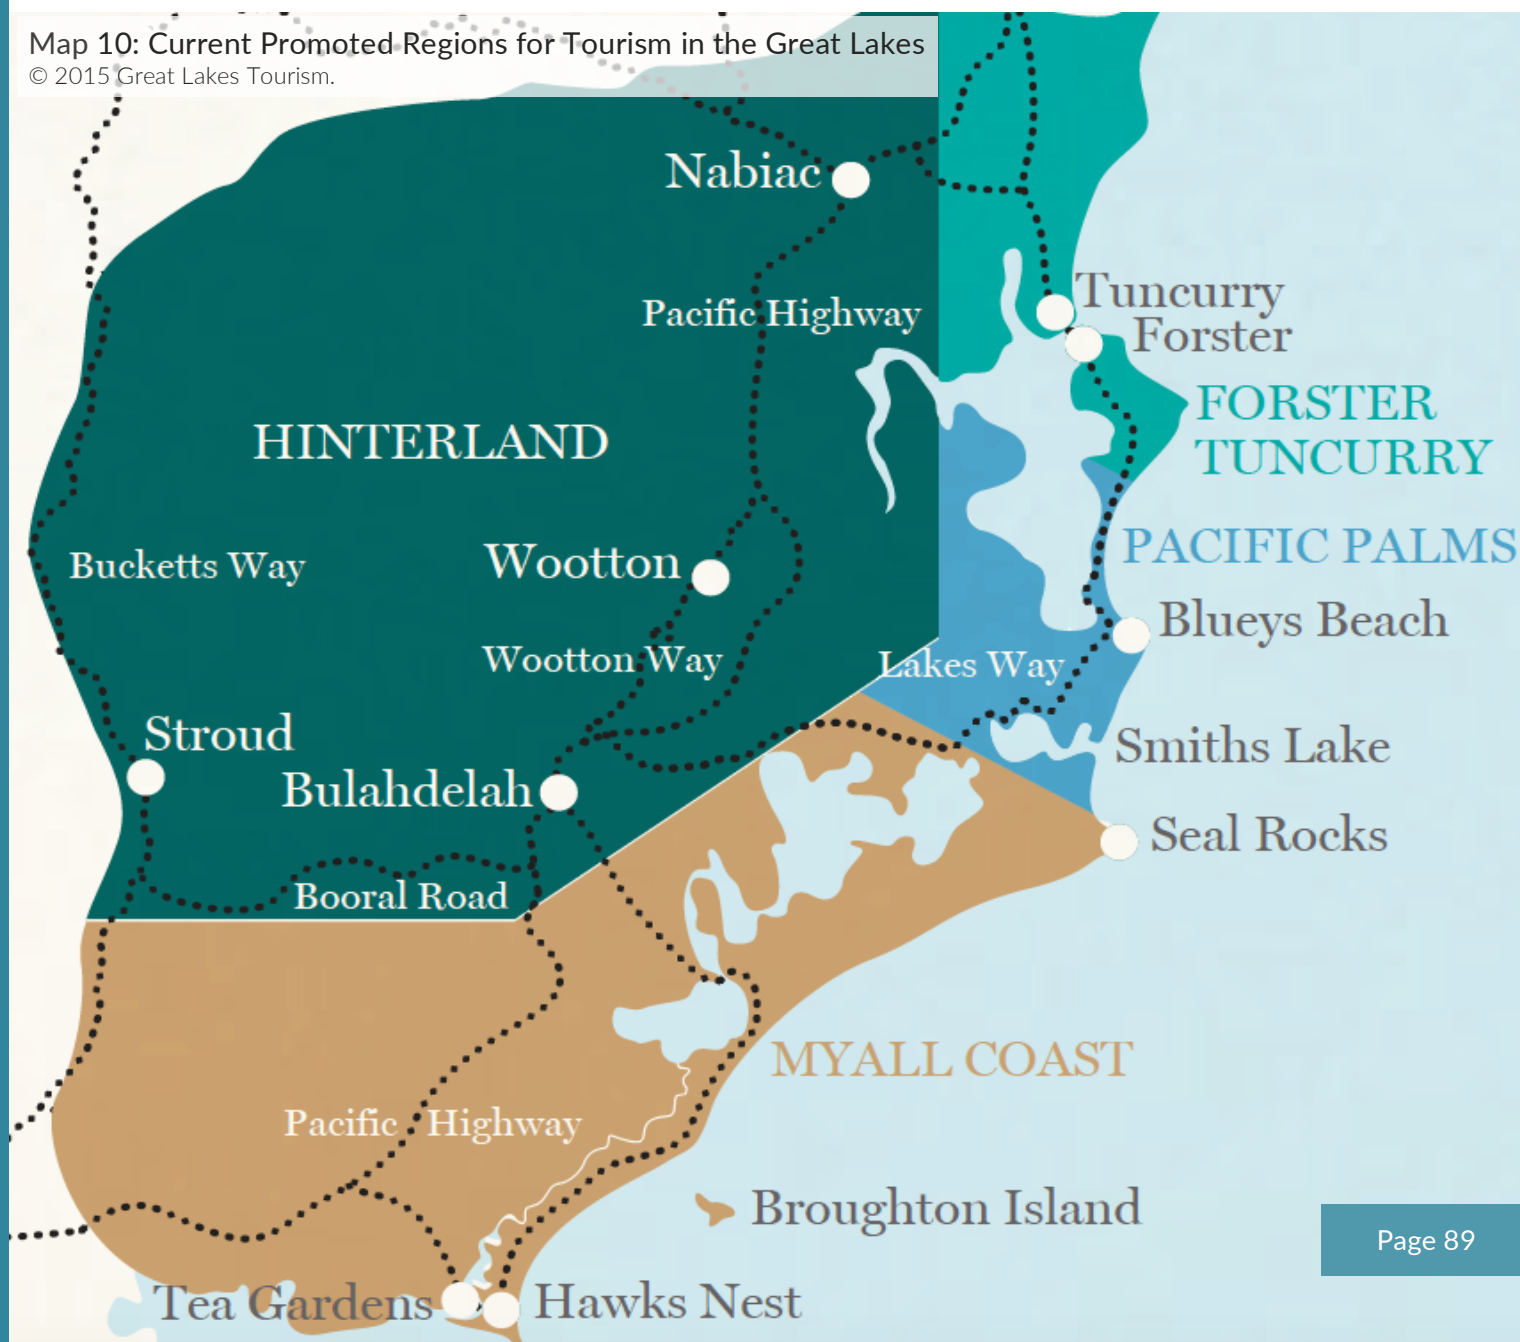 Map 10: Current Promoted Regions for Tourism in the Great Lakes
© 2015 Great Lakes Tourism.
Nabiac
Tuncurry
Pacific Highway
Forster
FORSTER
TUNCURRY
HINTERLAND
PACIFIC PALMS
Bucketts Way
Wootton
Blueys Beach
Wootton Way
Lakes Way
Stroud
Smiths Lake
Bulahdelah
Seal Rocks
Booral Road
MYALL COAST
Pacific Highway
Broughton Island
Page 89
Tea Gardens
Hawks Nest